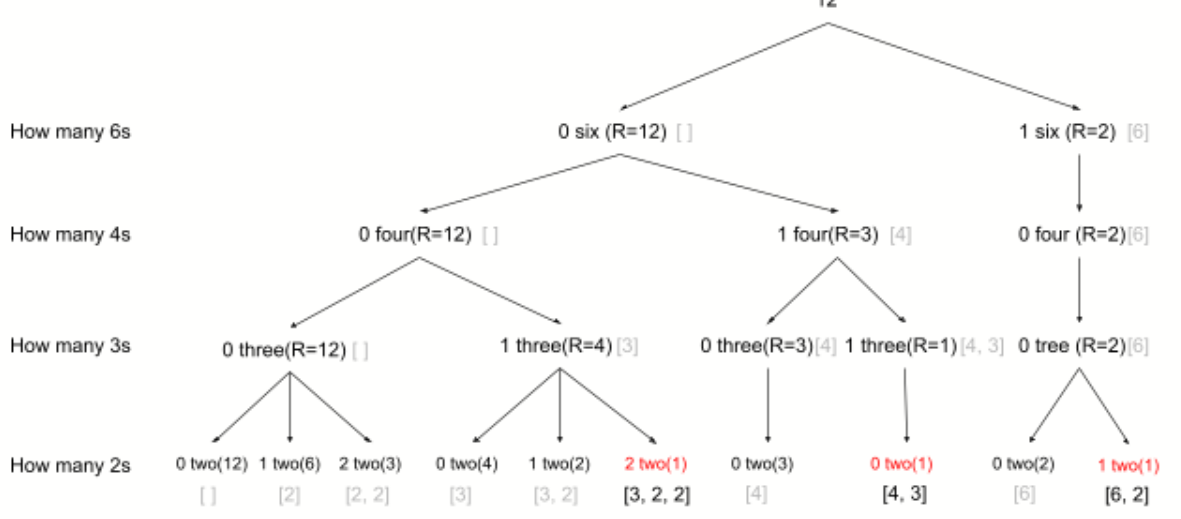 12
How many 6s 0 six (R=12) [ ] 1 six (R=2) [6]
How many 4s 0 four(R=12) [ ] 1 four(R=3) [4] 0 four (R=2)[6]
How many 3s 0 three(R=12) [ ] 1 three(R=4) [3] 0 three(R=3)[4] 1 three(R=1)[4, 3] 0 tree (R=2)[6]
How many 2s 0 two(12) 1 two(6) 2 two(3) 0 two(4) 1 two(2) 2 two(1) 0 two(3) 0 two(1) 0 two(2) 1 two(1)
[ ] [2] [2, 2] [3] [3, 2] [3, 2, 2] [4] [4, 3] [6] [6, 2]